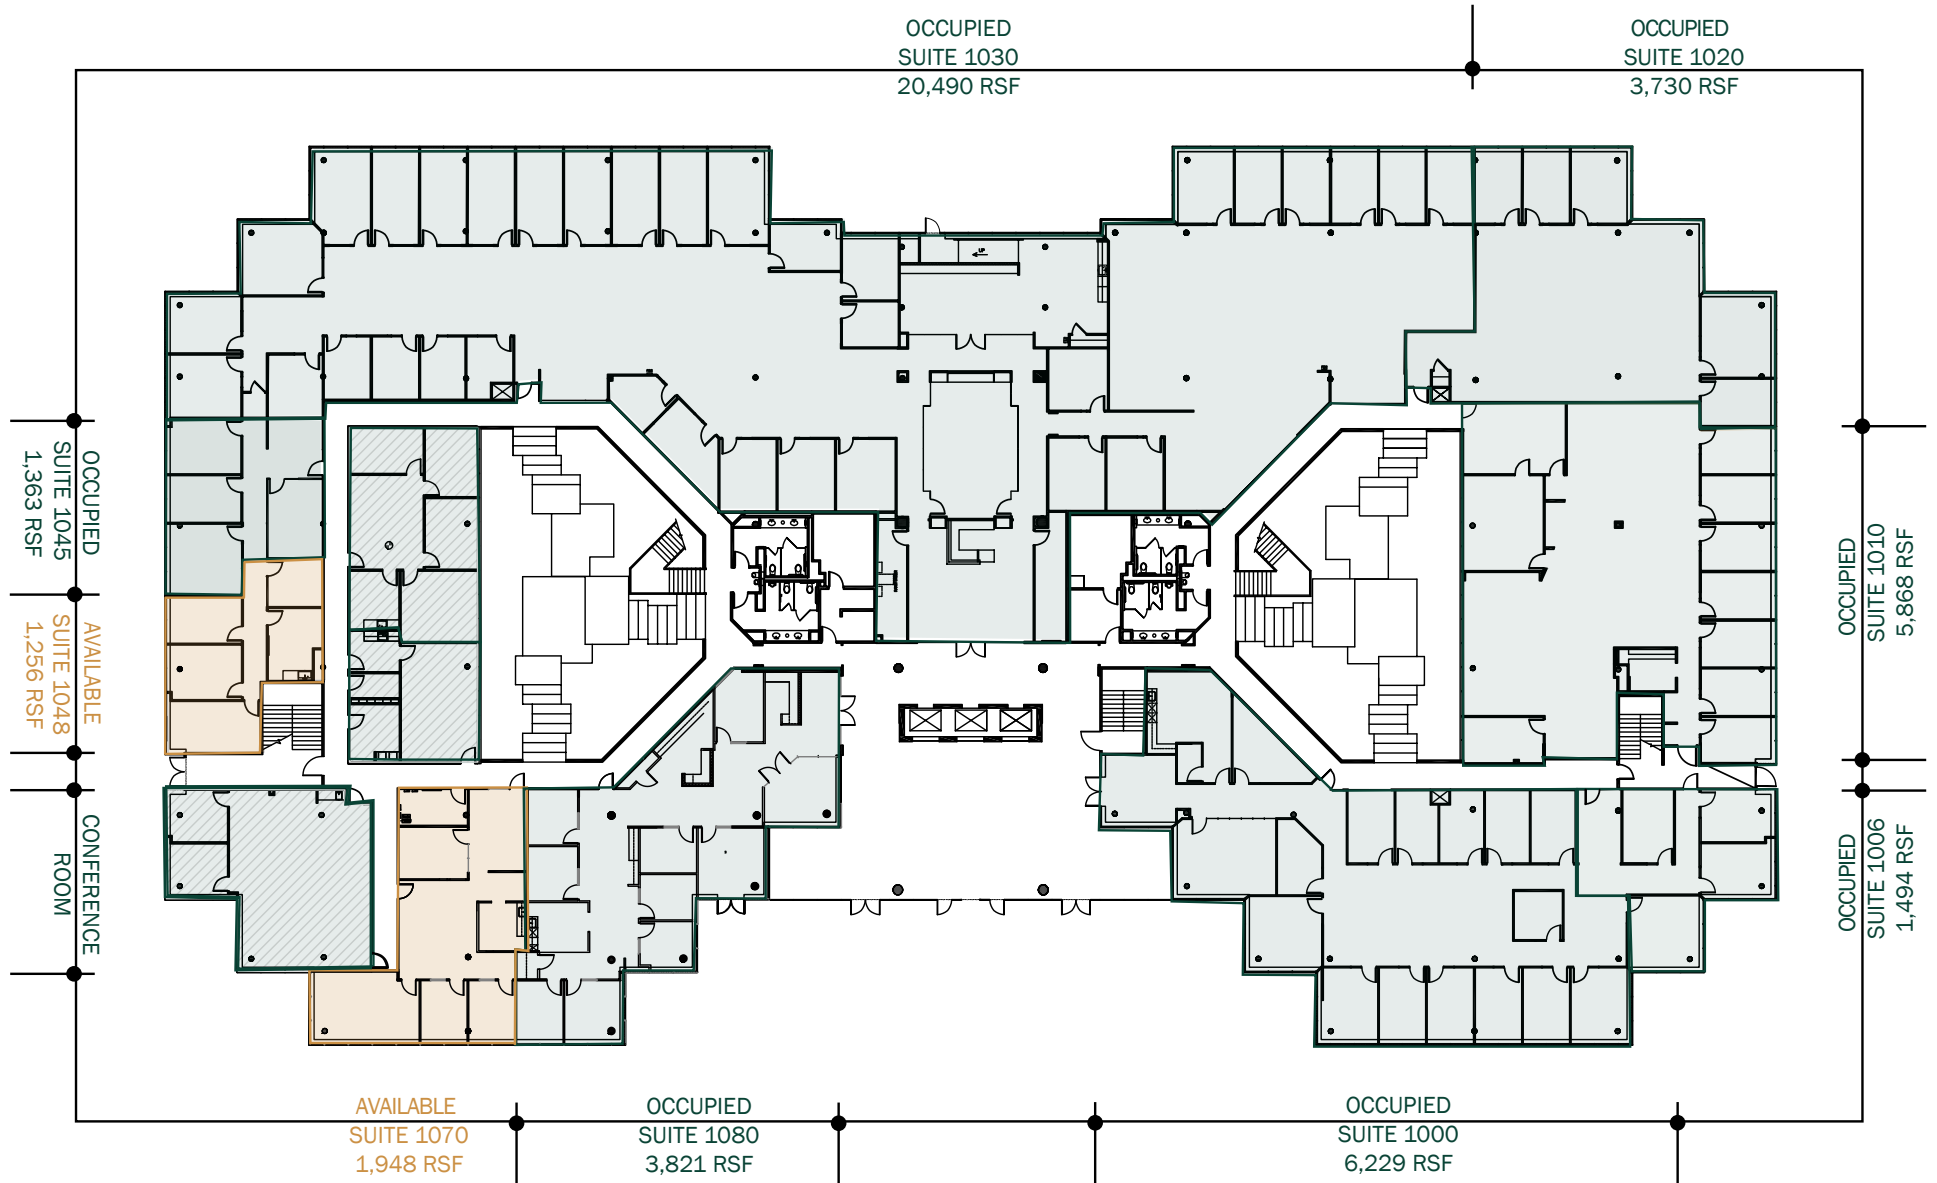 OCCUPIED
SUITE 1030
20,490 RSF
OCCUPIED
SUITE 1020
3,730 RSF
UP
OCCUPIED
SUITE 1045
1,363 RSF
AVAILABLE
SUITE 1048
1,256 RSF
CONFERENCE
ROOM
OCCUPIED
SUITE 1010
5,868 RSF
OCCUPIED
SUITE 1006
1,494 RSF
AVAILABLE
SUITE 1070
1,948 RSF
OCCUPIED
SUITE 1080
3,821 RSF
OCCUPIED
SUITE 1000
6,229 RSF